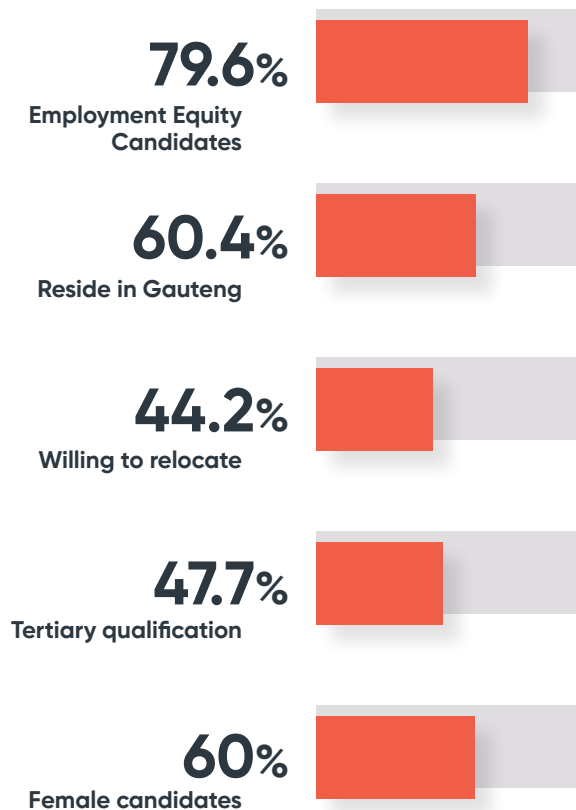 79.6%
Employment Equity
Candidates
60.4%
Reside in Gauteng
44.2%
Willing to relocate
47.7%
Tertiary qualification
60%
Female candidates